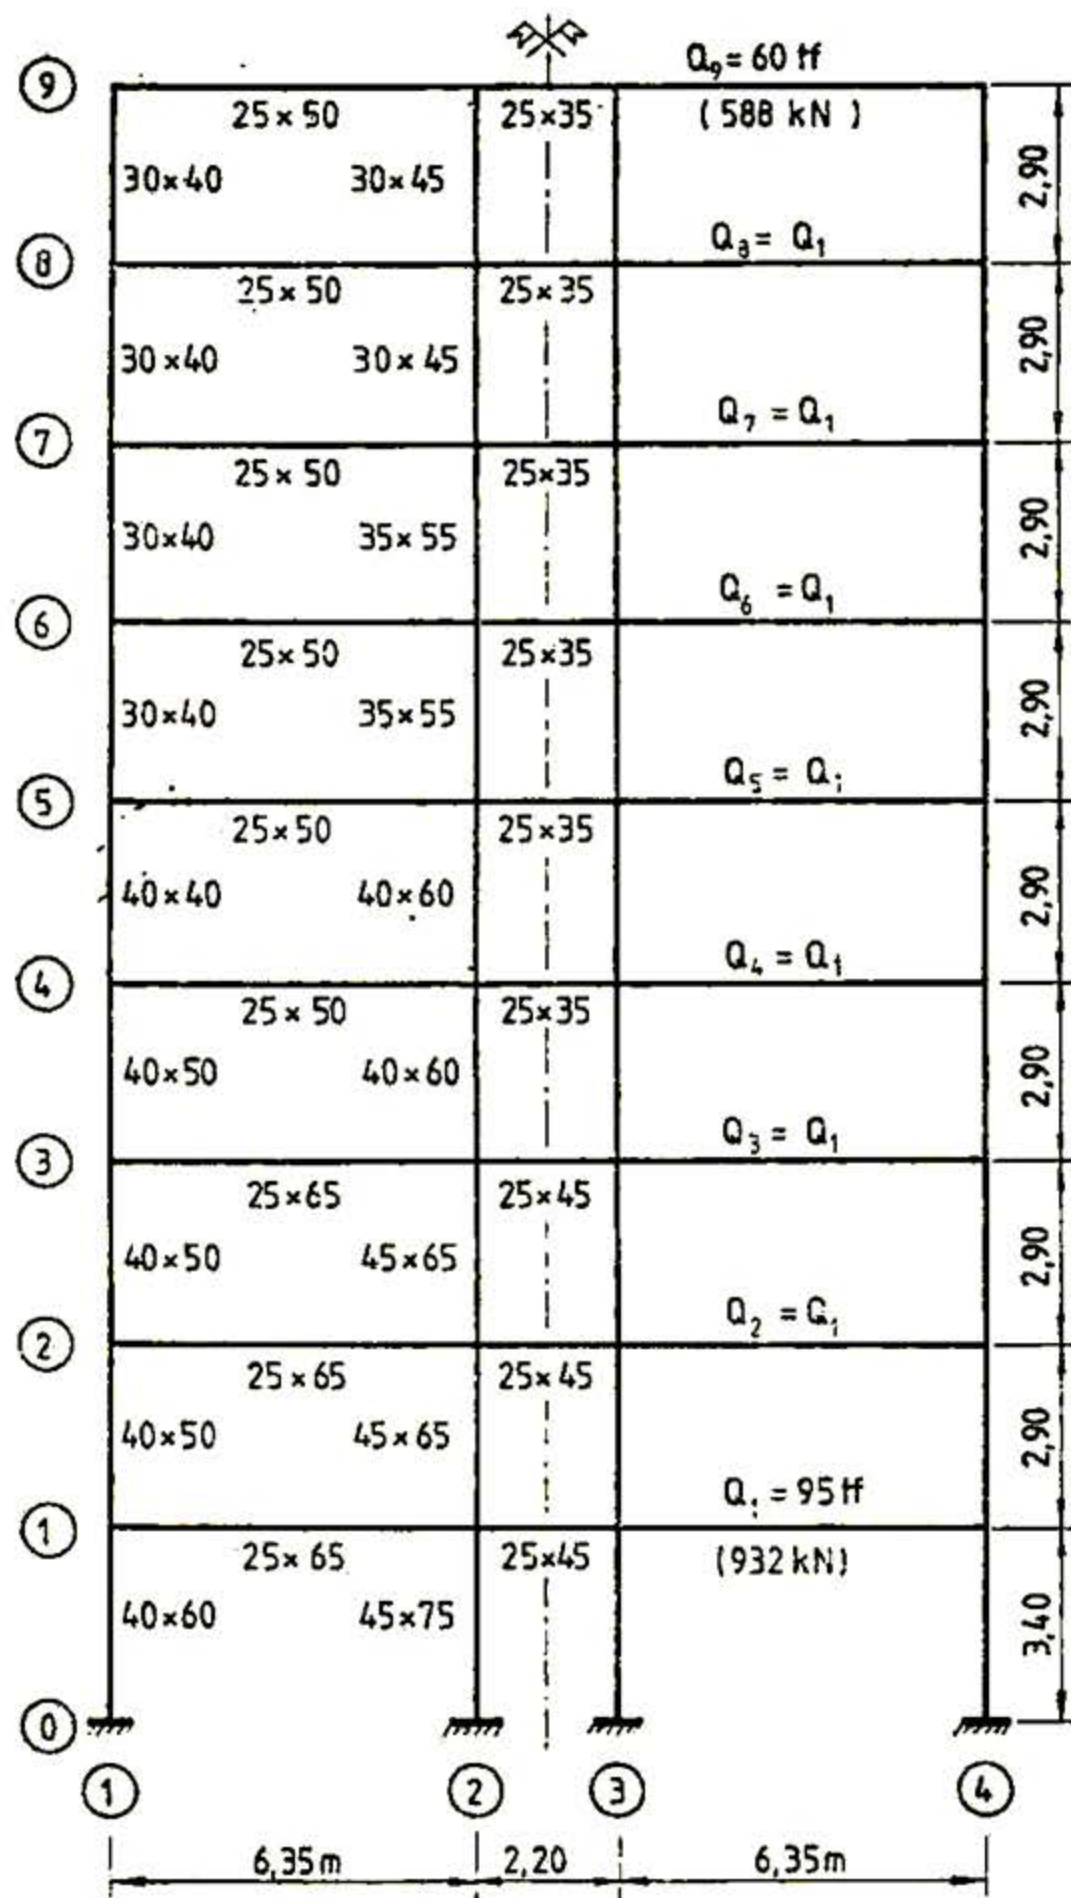 Q₉ = 60 tf
9
25×50 25×35 (588 kN)
30×40 30×45 2,90
Q₈ = Q₁
8
25×50 25×35
30×40 30×45 2,90
Q₇ = Q₁
7
25×50 25×35
30×40 35×55 2,90
Q₆ = Q₁
6
25×50 25×35
30×40 35×55 2,90
Q₅ = Q₁
5
25×50 25×35
40×40 40×60 2,90
Q₄ = Q₁
4
25×50 25×35
40×50 40×60 2,90
Q₃ = Q₁
3
25×65 25×45
40×50 45×65 2,90
Q₂ = Q₁
2
25×65 25×45
40×50 45×65 2,90
Q₁ = 95 tf
1
25×65 25×45 (932 kN)
40×60 45×75 3,40
0
1 2 3 4
6,35m 2,20 6,35m